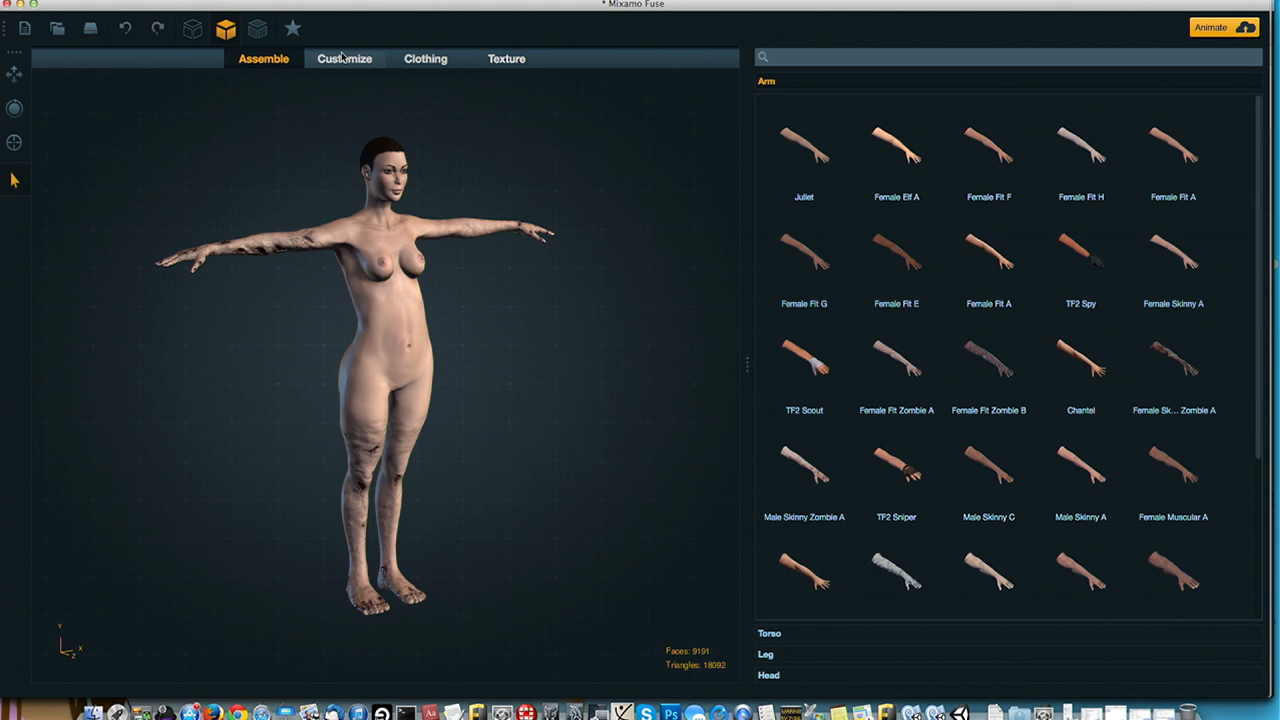 * Mixamo Fuse
Animate
Assemble
Customize
Clothing
Texture
Arm
Juliet
Female Elf A
Female Fit F
Female Fit H
Female Fit A
Female Fit G
Female Fit E
Female Fit A
TF2 Spy
Female Skinny A
TF2 Scout
Female Fit Zombie A
Female Fit Zombie B
Chantel
Female Sk... Zombie A
Male Skinny Zombie A
TF2 Sniper
Male Skinny C
Male Skinny A
Female Muscular A
Torso
Leg
Head
Faces: 9191
Triangles: 18092
Y
X
Z